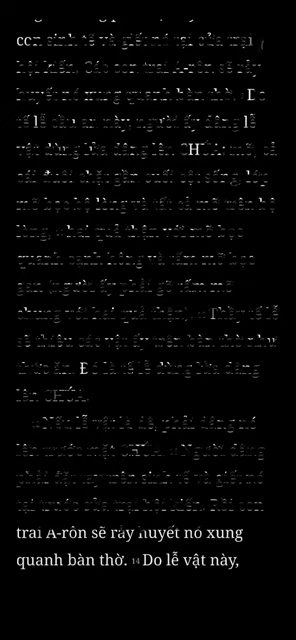 con sinh tế và giết nó tại cửa trại
hội kiến. Các con trai A-rôn sẽ rảy
huyết nó xung quanh bàn thờ. Do
tế lễ cầu an này, người ấy dâng lễ
vật dùng lửa dâng lên CHÚA: mỡ, cả
cái đuôi chặt gần cuối cột sống, lớp
mỡ bọc bộ lòng và tất cả mỡ trên bộ
lòng, hai quả thận với mỡ bọc
quanh cạnh hông và tấm mỡ bọc
gan (người ấy phải gỡ tấm mỡ
chung với hai quả thận). Thầy tế lễ
sẽ thiêu các vật ấy trên bàn thờ như
thức ăn. Đó là tế lễ dùng lửa dâng
lên CHÚA.
Nếu lễ vật là dê, phải dâng nó
lên trước mặt CHÚA. Người dâng
phải đặt tay trên sinh tế và giết nó
tại trước cửa trại hội kiến. Rồi con
trai A-rôn sẽ rảy huyết nó xung
quanh bàn thờ. 14 Do lễ vật này,